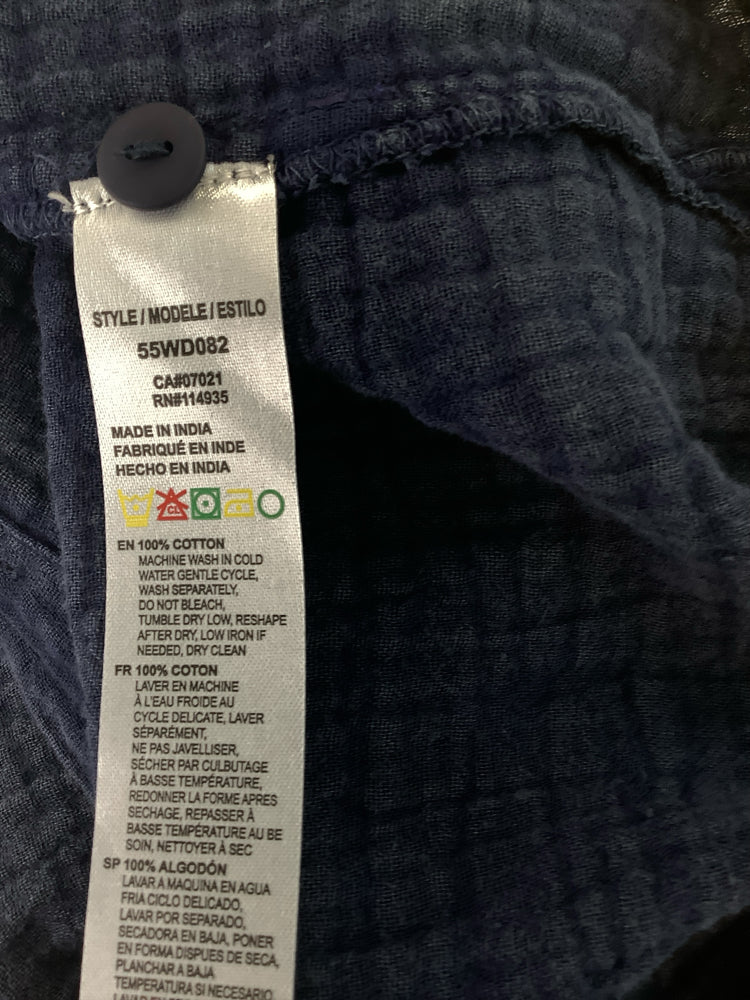 STYLE / MODELE / ESTILO
55WD082
CA#07021
RN#114935
MADE IN INDIA
FABRIQUÉ EN INDE
HECHO EN INDIA
CL
EN 100% COTTON
MACHINE WASH IN COLD
WATER GENTLE CYCLE,
WASH SEPARATELY,
DO NOT BLEACH,
TUMBLE DRY LOW, RESHAPE
AFTER DRY, LOW IRON IF
NEEDED, DRY CLEAN
FR 100% COTON
LAVER EN MACHINE
À L'EAU FROIDE AU
CYCLE DELICATE, LAVER
SÉPARÉMENT,
NE PAS JAVELLISER,
SÉCHER PAR CULBUTAGE
À BASSE TEMPÉRATURE,
REDONNER LA FORME APRES
SECHAGE, REPASSER À
BASSE TEMPÉRATURE AU BE
SOIN, NETTOYER À SEC
SP 100% ALGODÓN
LAVAR A MAQUINA EN AGUA
FRIA CICLO DELICADO,
LAVAR POR SEPARADO,
SECADORA EN BAJA, PONER
EN FORMA DISPUES DE SECA,
PLANCHAR A BAJA
TEMPERATURA SI NECESARIO,